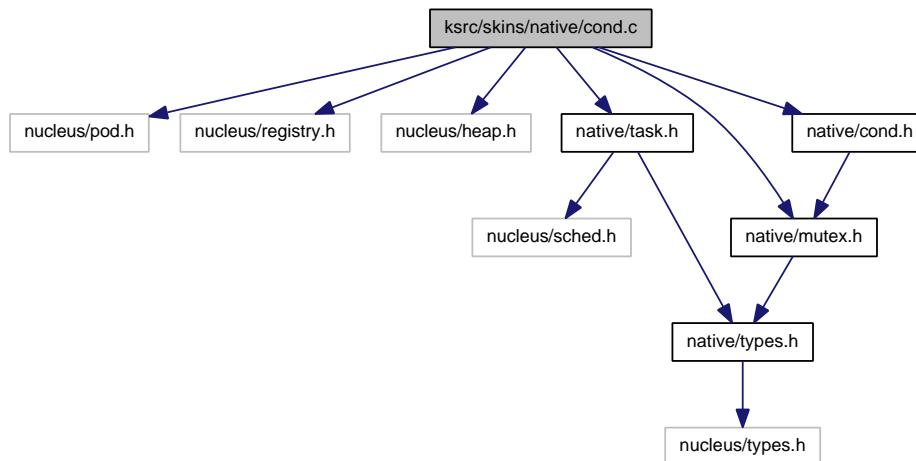 ksrc/skins/native/cond.c
nucleus/pod.h
nucleus/registry.h
nucleus/heap.h
native/task.h
native/cond.h
nucleus/sched.h
native/mutex.h
native/types.h
nucleus/types.h